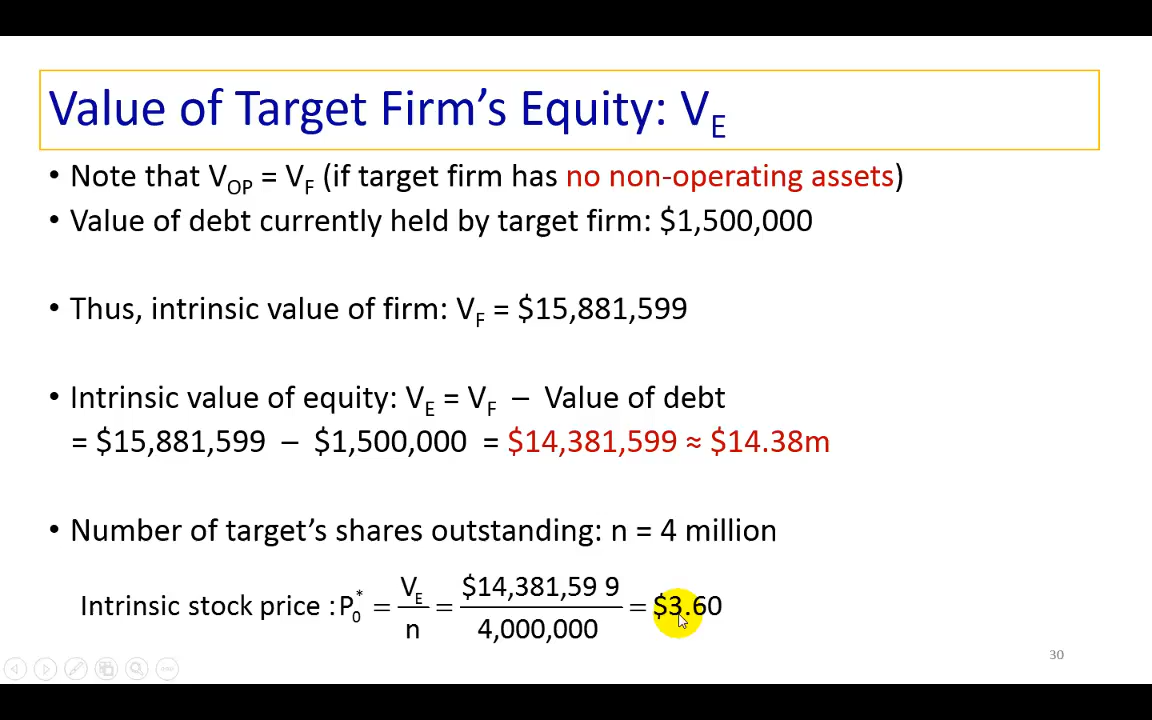 Value of Target Firm’s Equity: VE
• Note that VOP = VF (if target firm has no non-operating assets)
• Value of debt currently held by target firm: $1,500,000
• Thus, intrinsic value of firm: VF = $15,881,599
• Intrinsic value of equity: VE = VF – Value of debt
= $15,881,599 – $1,500,000 = $14,381,599 ≈ $14.38m
• Number of target’s shares outstanding: n = 4 million
Intrinsic stock price : P0* = VE / n = $14,381,59 9 / 4,000,000 = $3.60
30